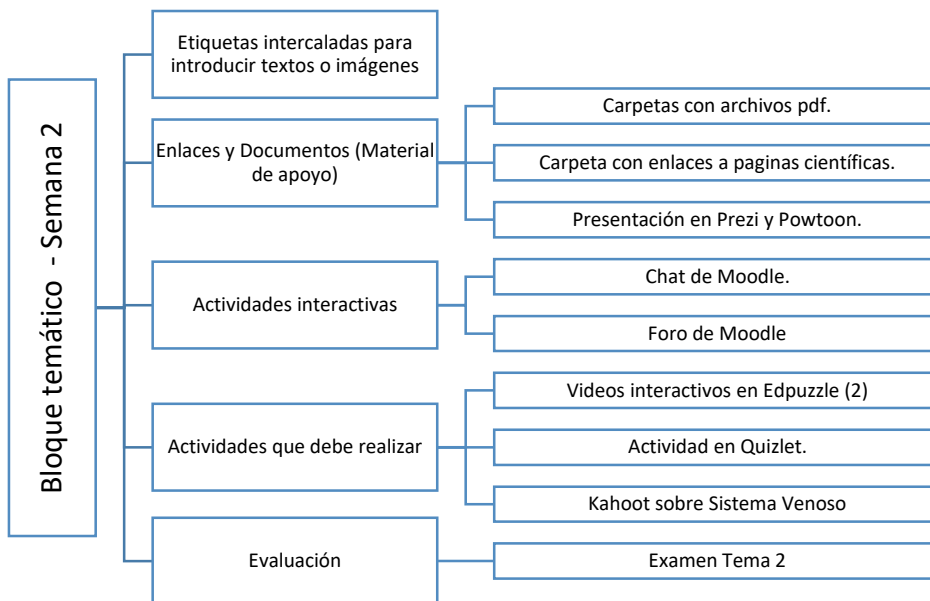 Bloque temático - Semana 2
Etiquetas intercaladas para
introducir textos o imágenes
Enlaces y Documentos (Material
de apoyo)
Carpetas con archivos pdf.
Carpeta con enlaces a paginas científicas.
Presentación en Prezi y Powtoon.
Actividades interactivas
Chat de Moodle.
Foro de Moodle
Actividades que debe realizar
Videos interactivos en Edpuzzle (2)
Actividad en Quizlet.
Kahoot sobre Sistema Venoso
Evaluación
Examen Tema 2